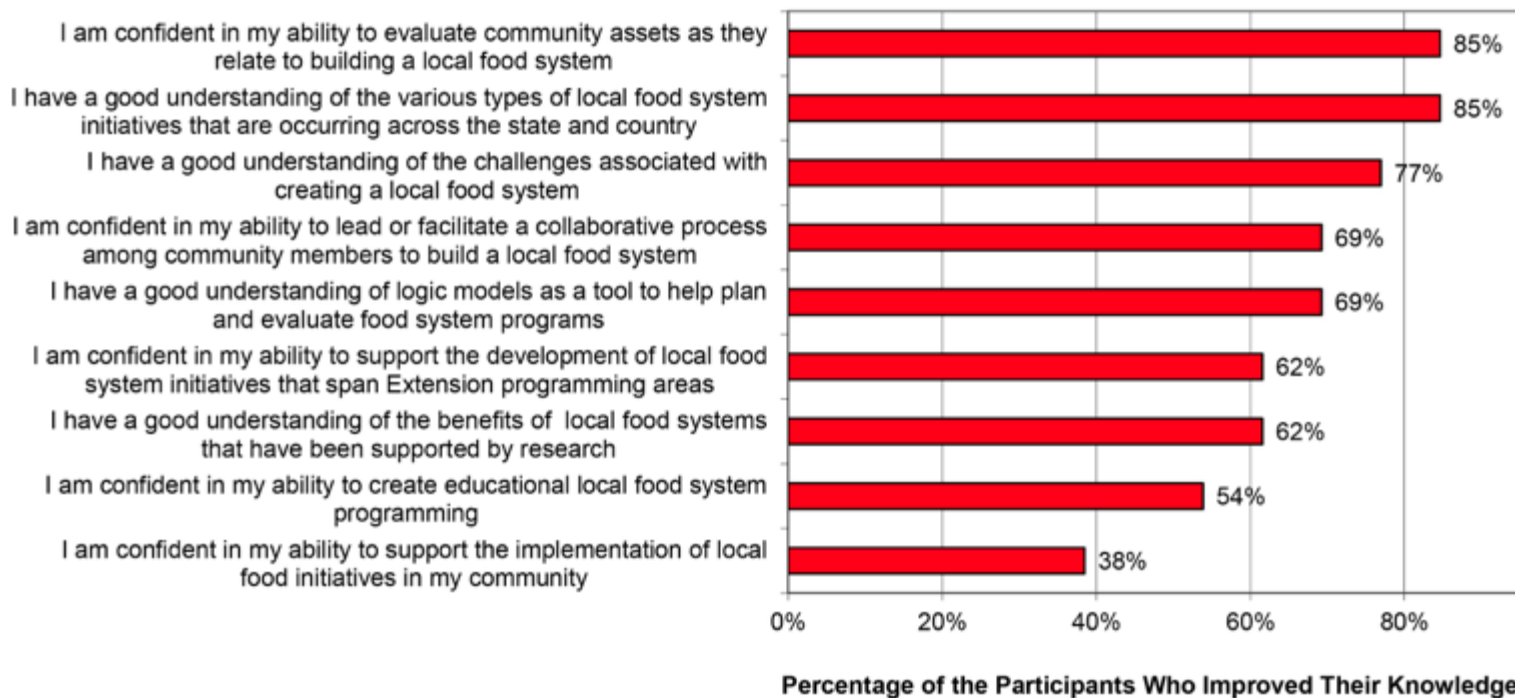 I am confident in my ability to evaluate community assets as they
relate to building a local food system
85%
I have a good understanding of the various types of local food system
initiatives that are occurring across the state and country
85%
I have a good understanding of the challenges associated with
creating a local food system
77%
I am confident in my ability to lead or facilitate a collaborative process
among community members to build a local food system
69%
I have a good understanding of logic models as a tool to help plan
and evaluate food system programs
69%
I am confident in my ability to support the development of local food
system initiatives that span Extension programming areas
62%
I have a good understanding of the benefits of  local food systems
that have been supported by research
62%
I am confident in my ability to create educational local food system
programming
54%
I am confident in my ability to support the implementation of local
food initiatives in my community
38%
0% 20% 40% 60% 80%
Percentage of the Participants Who Improved Their Knowledge